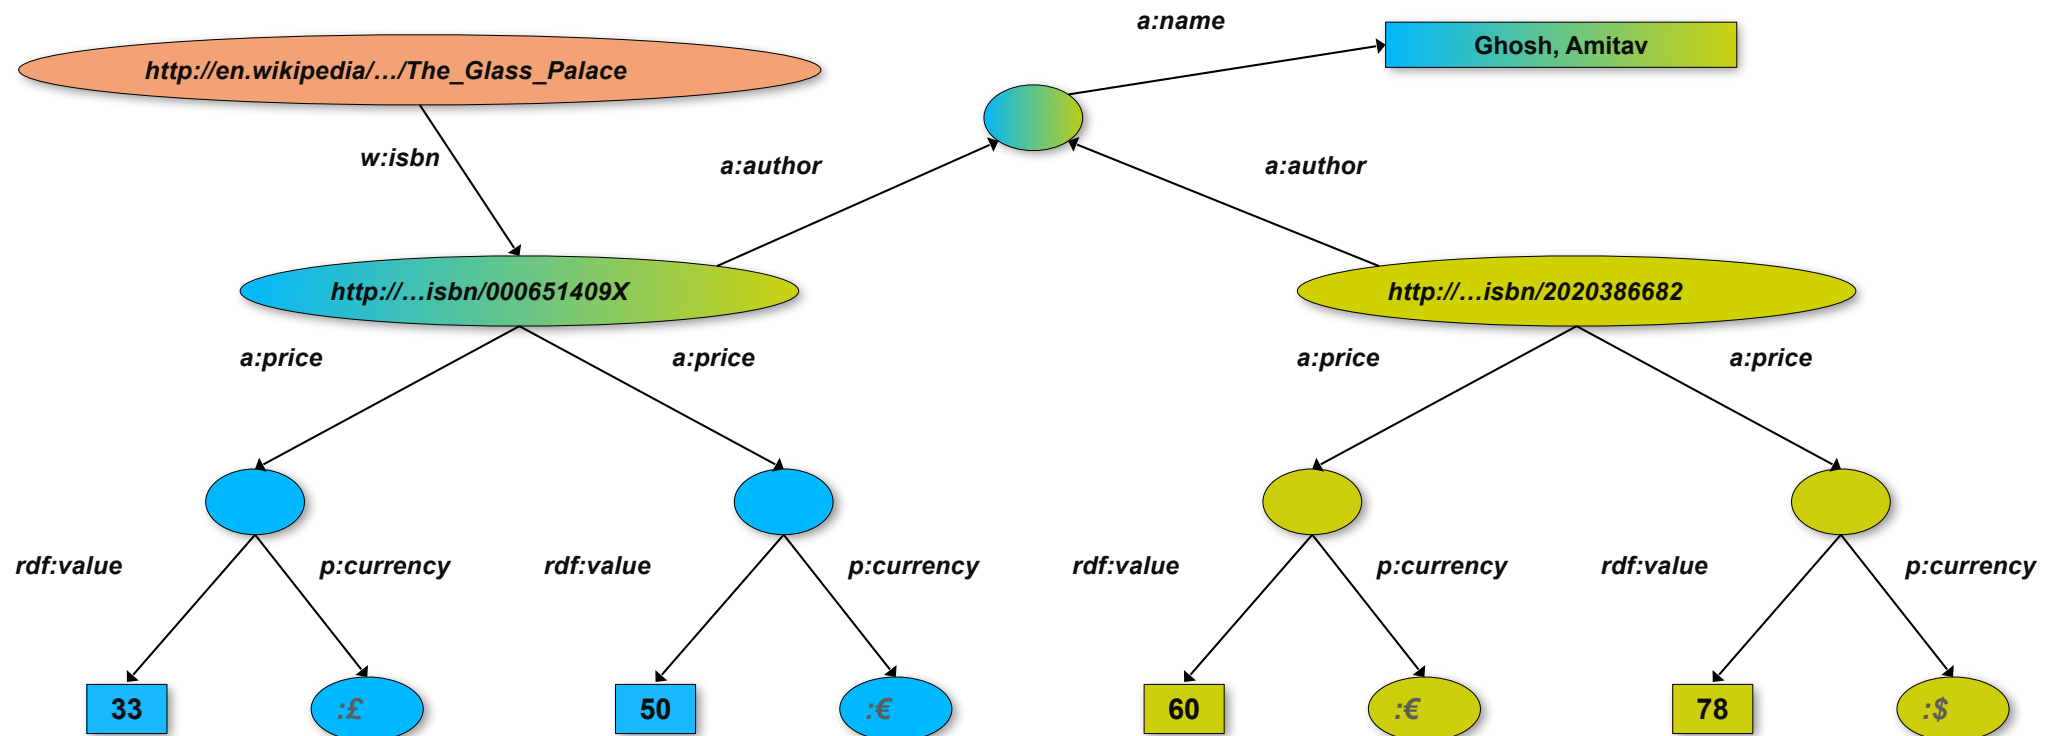 a:name
Ghosh, Amitav
http://en.wikipedia/…/The_Glass_Palace
w:isbn
a:author
a:author
http://…isbn/000651409X
http://…isbn/2020386682
a:price
a:price
a:price
a:price
rdf:value
p:currency
rdf:value
p:currency
rdf:value
p:currency
rdf:value
p:currency
33
:£
50
:€
60
:€
78
:$